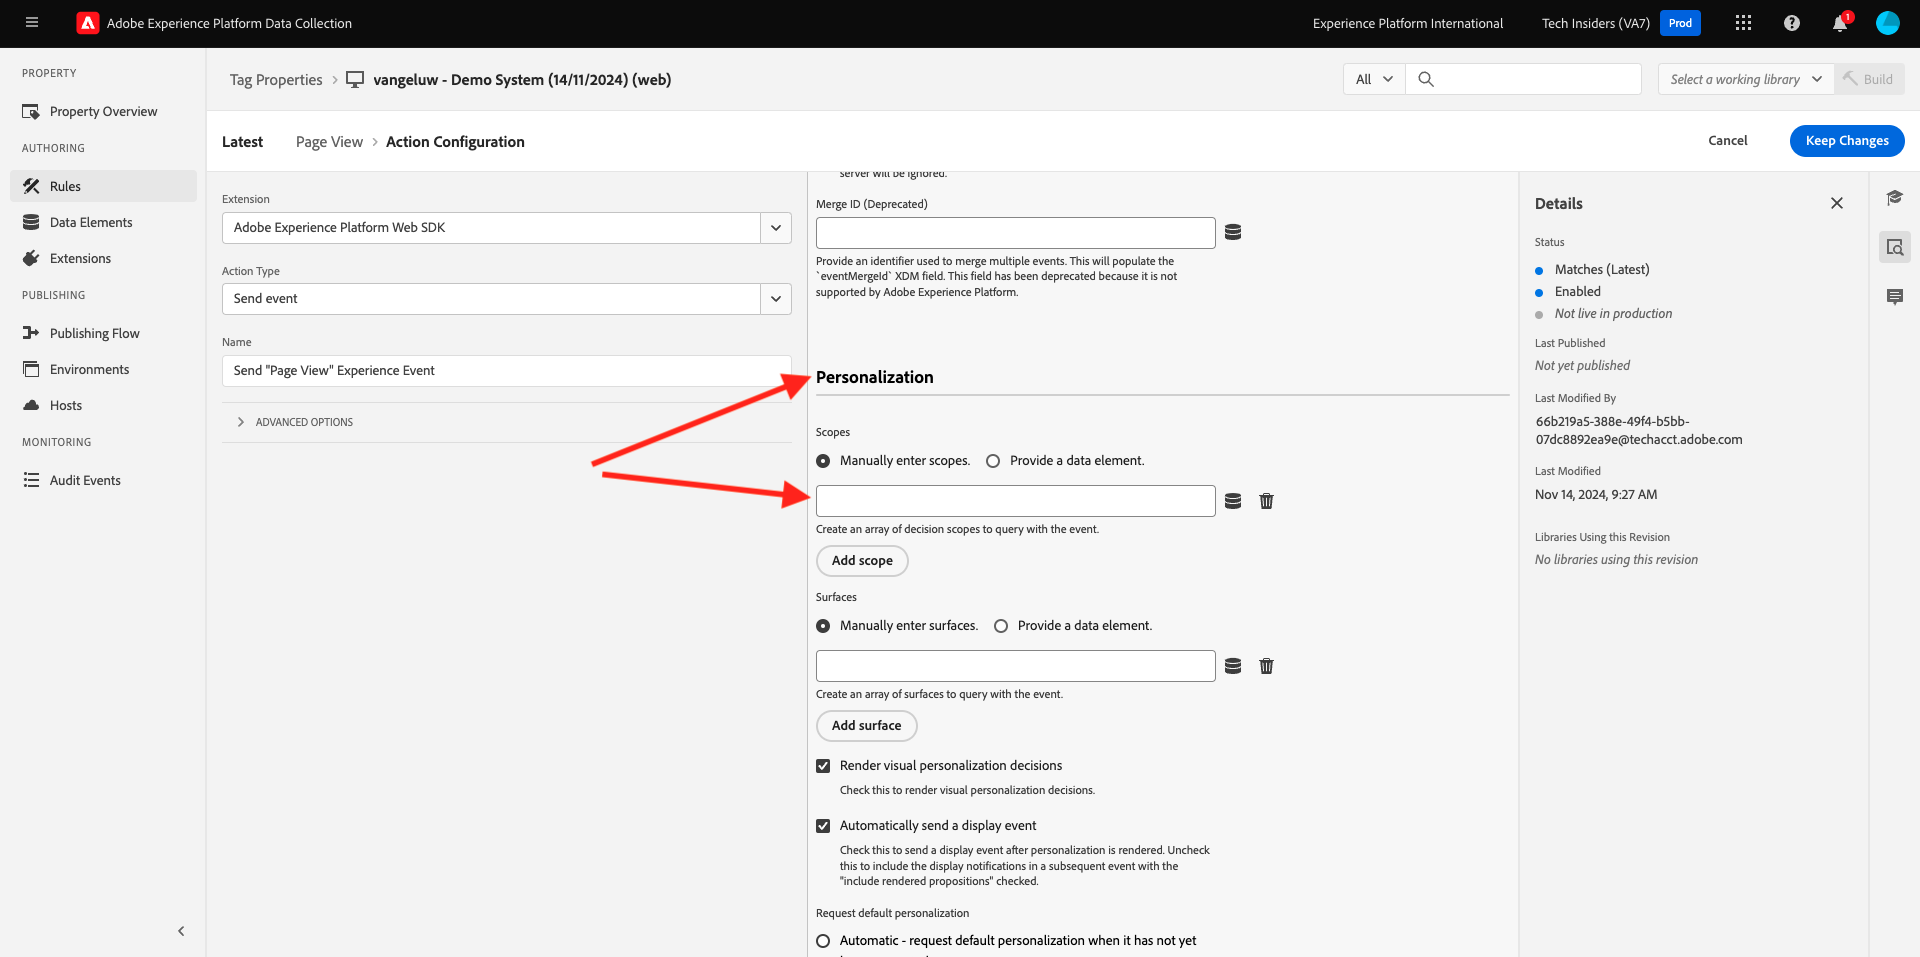 Adobe Experience Platform Data Collection
Experience Platform International
Tech Insiders (VA7)
Prod
1
PROPERTY
Property Overview
AUTHORING
Rules
Data Elements
Extensions
PUBLISHING
Publishing Flow
Environments
Hosts
MONITORING
Audit Events
Tag Properties
vangeluw - Demo System (14/11/2024) (web)
All
Select a working library
Build
Latest
Page View
Action Configuration
Cancel
Keep Changes
Extension
Adobe Experience Platform Web SDK
Action Type
Send event
Name
Send "Page View" Experience Event
ADVANCED OPTIONS
server will be ignored.
Merge ID (Deprecated)
Provide an identifier used to merge multiple events. This will populate the
`eventMergeId` XDM field. This field has been deprecated because it is not
supported by Adobe Experience Platform.
Personalization
Scopes
Manually enter scopes.
Provide a data element.
Create an array of decision scopes to query with the event.
Add scope
Surfaces
Manually enter surfaces.
Provide a data element.
Create an array of surfaces to query with the event.
Add surface
Render visual personalization decisions
Check this to render visual personalization decisions.
Automatically send a display event
Check this to send a display event after personalization is rendered. Uncheck
this to include the display notifications in a subsequent event with the
"include rendered propositions" checked.
Request default personalization
Automatic - request default personalization when it has not yet
Details
Status
Matches (Latest)
Enabled
Not live in production
Last Published
Not yet published
Last Modified By
66b219a5-388e-49f4-b5bb-
07dc8892ea9e@techacct.adobe.com
Last Modified
Nov 14, 2024, 9:27 AM
Libraries Using this Revision
No libraries using this revision